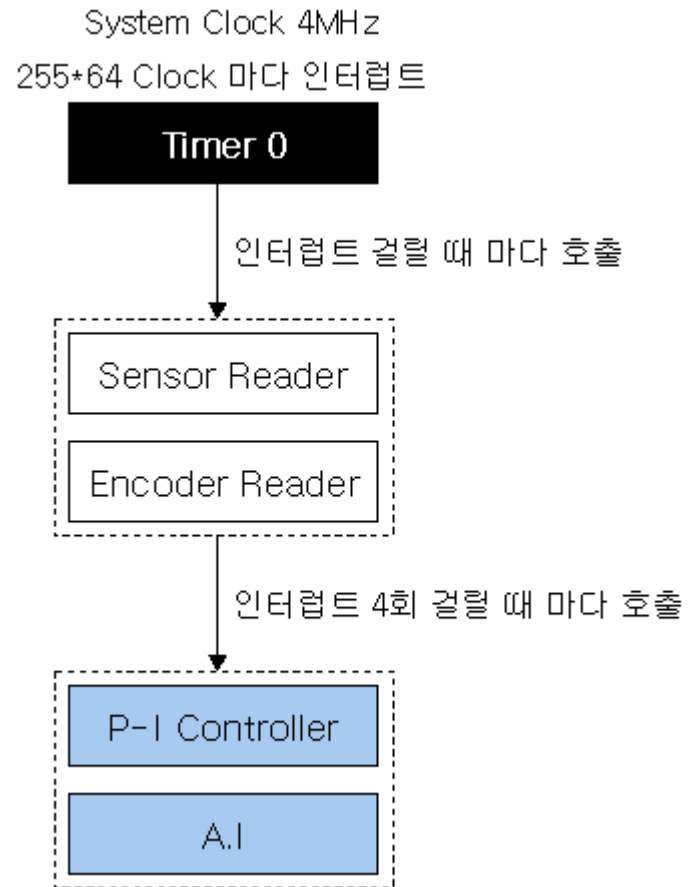 System Clock 4MHz
255*64 Clock 마다 인터럽트
Timer 0
인터럽트 걸럴 때 마다 호출
Sensor Reader
Encoder Reader
인터럽트 4회 걸럴 때 마다 호출
P-I Controller
A.I